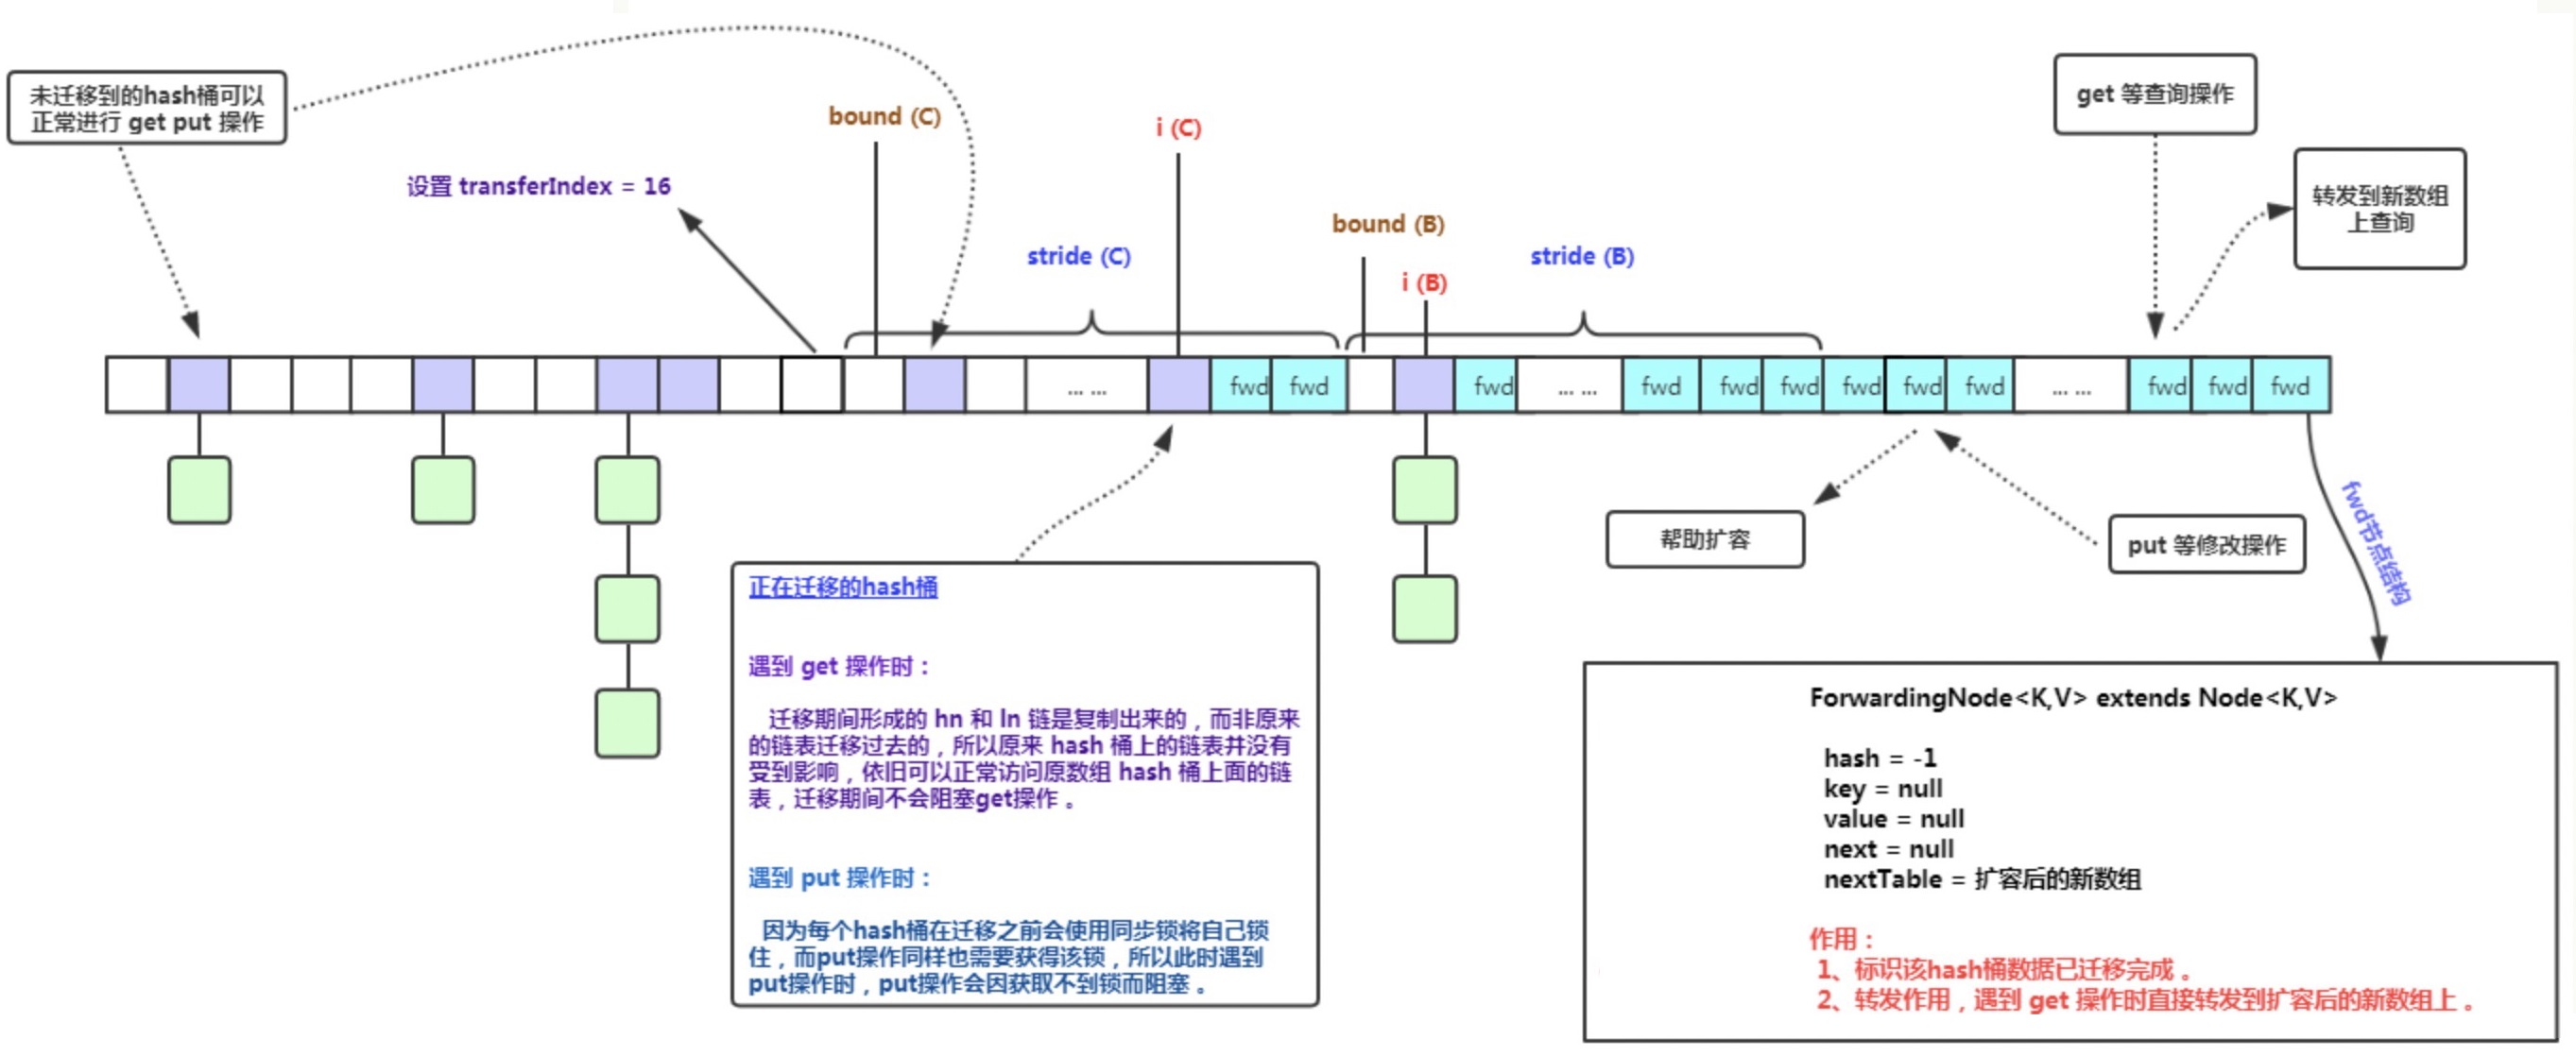 未迁移到的hash桶可以
正常进行 get put 操作
设置 transferIndex = 16
bound (C)
i (C)
stride (C)
bound (B)
i (B)
stride (B)
get 等查询操作
转发到新数组
上查询
... ...
fwd
fwd
fwd
... ...
fwd
fwd
fwd
fwd
fwd
fwd
... ...
fwd
fwd
fwd
帮助扩容
put 等修改操作
fwd节点结构
正在迁移的hash桶
遇到 get 操作时：
迁移期间形成的 hn 和 ln 链是复制出来的，而非原来
的链表迁移过去的，所以原来 hash 桶上的链表并没有
受到影响，依旧可以正常访问原数组 hash 桶上面的链
表，迁移期间不会阻塞get操作 。
遇到 put 操作时：
因为每个hash桶在迁移之前会使用同步锁将自己锁
住，而put操作同样也需要获得该锁，所以此时遇到
put操作时，put操作会因获取不到锁而阻塞 。
ForwardingNode<K,V> extends Node<K,V>
hash = -1
key = null
value = null
next = null
nextTable = 扩容后的新数组
作用：
1、标识该hash桶数据已迁移完成 。
2、转发作用，遇到 get 操作时直接转发到扩容后的新数组上 。